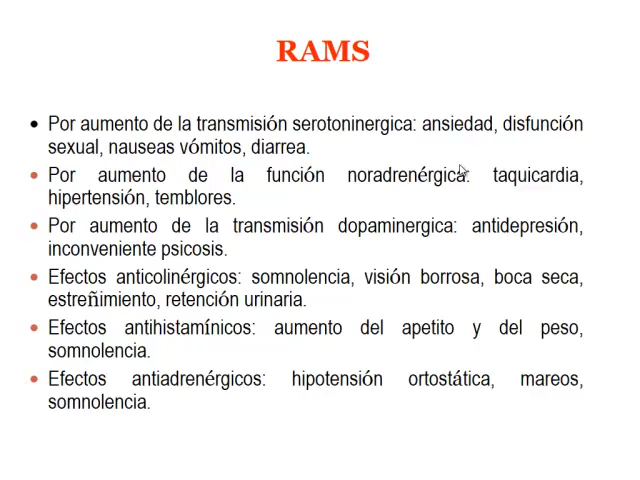 RAMS
• Por aumento de la transmisión serotoninergica: ansiedad, disfunción
sexual, nauseas vómitos, diarrea.
• Por aumento de la función noradrenérgica: taquicardia,
hipertensión, temblores.
• Por aumento de la transmisión dopaminergica: antidepresión,
inconveniente psicosis.
• Efectos anticolinérgicos: somnolencia, visión borrosa, boca seca,
estreñimiento, retención urinaria.
• Efectos antihistamínicos: aumento del apetito y del peso,
somnolencia.
• Efectos antiadrenérgicos: hipotensión ortostática, mareos,
somnolencia.